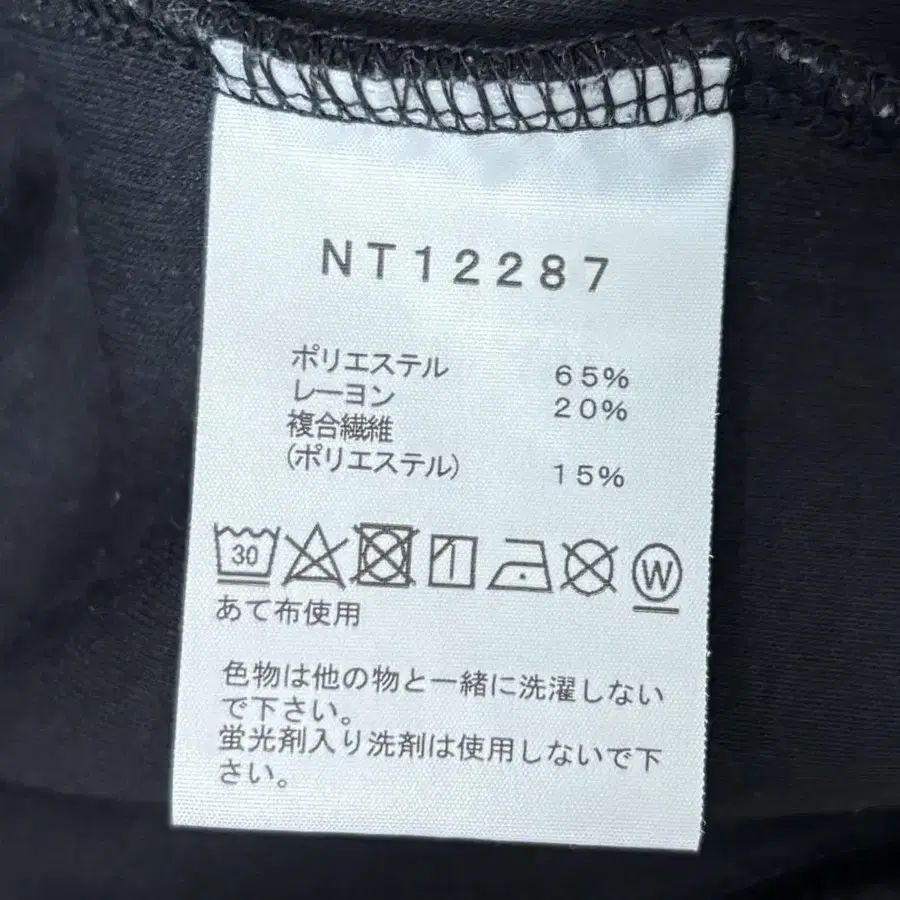 NT12287
ポリエステル 65%
レーヨン 20%
複合繊維
(ポリエステル) 15%
30 W
あて布使用
色物は他の物と一緒に洗濯しない
で下さい。
蛍光剤入り洗剤は使用しないで下
さい。